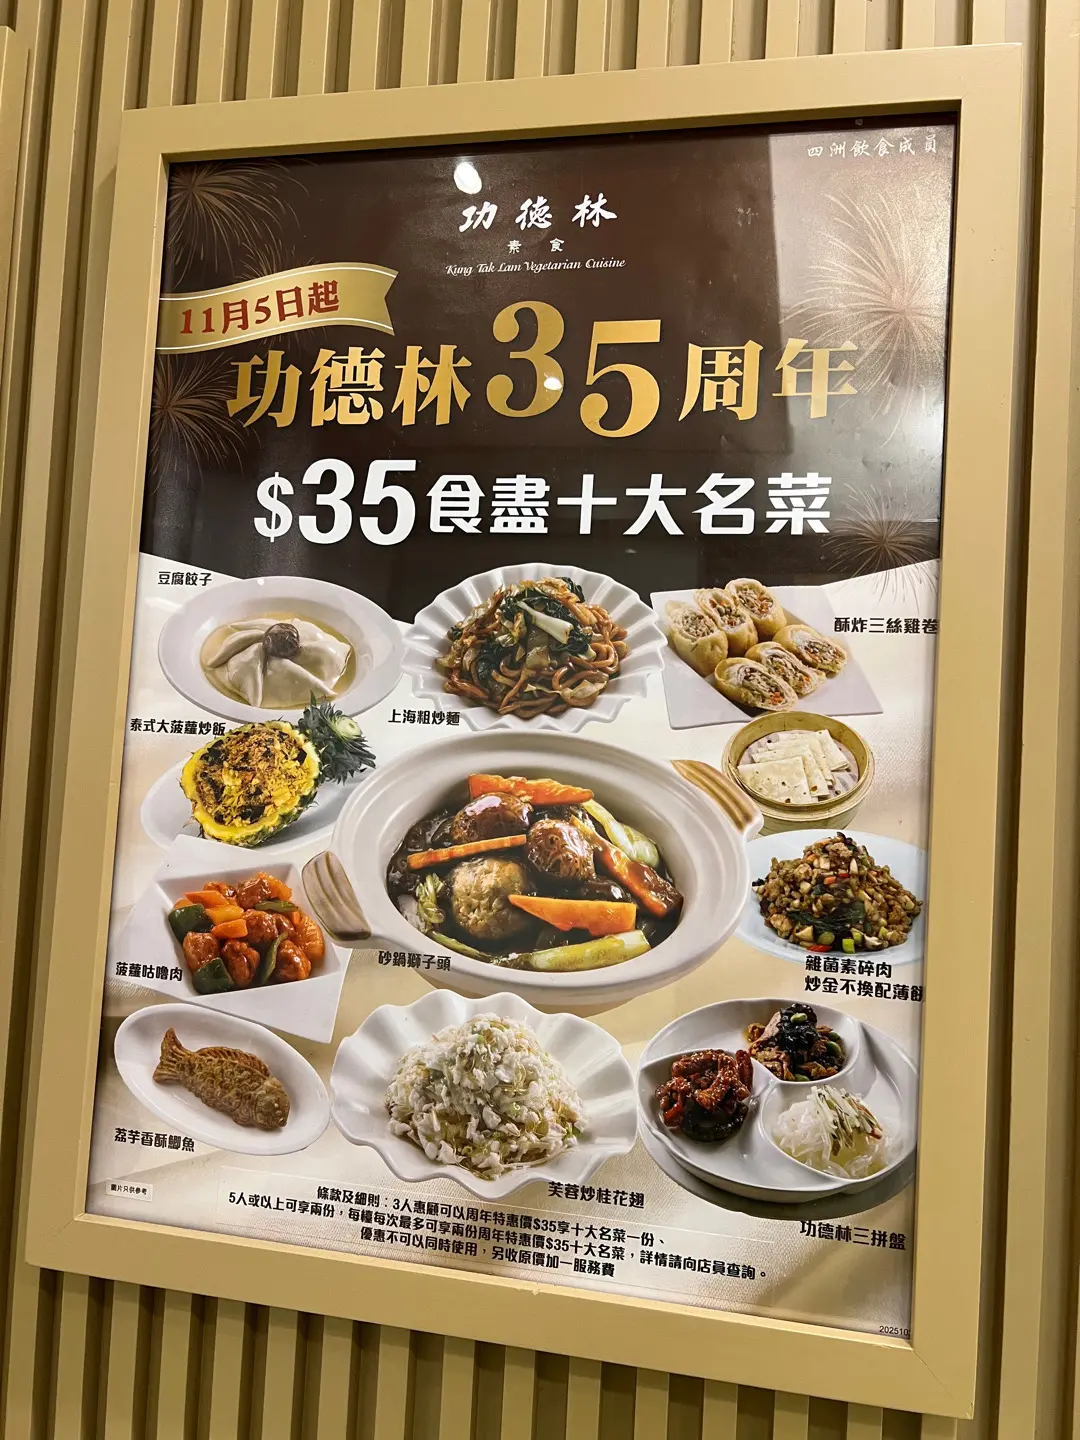 四洲飲食成員
功德林
素食
Kung Tak Lam Vegetarian Cuisine
11月5日起
功德林35周年
$35食盡十大名菜
豆腐餃子
酥炸三絲雞卷
上海粗炒麵
泰式大菠蘿炒飯
砂鍋獅子頭
雜菌素碎肉
炒金不換配薄餅
菠蘿咕嚕肉
荔芋香酥鯽魚
芙蓉炒桂花翅
功德林三拼盤
圖片只供參考
條款及細則：3人惠顧可以周年特惠價$35享十大名菜一份、
5人或以上可享兩份，每檯每次最多可享兩份周年特惠價$35十大名菜，詳情請向店員查詢。
優惠不可以同時使用，另收原價加一服務費
202510